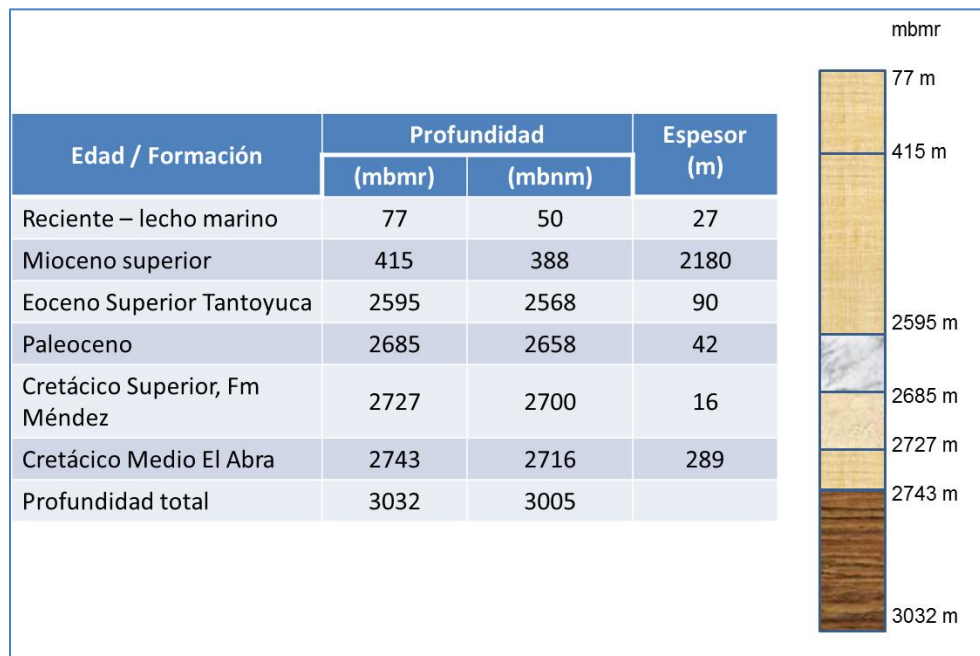 Edad / Formación Profundidad Espesor (m)
(mbmr) (mbnm)
Reciente – lecho marino 77 50 27
Mioceno superior 415 388 2180
Eoceno Superior Tantoyuca 2595 2568 90
Paleoceno 2685 2658 42
Cretácico Superior, Fm
Méndez 2727 2700 16
Cretácico Medio El Abra 2743 2716 289
Profundidad total 3032 3005
mbmr
77 m
415 m
2595 m
2685 m
2727 m
2743 m
3032 m